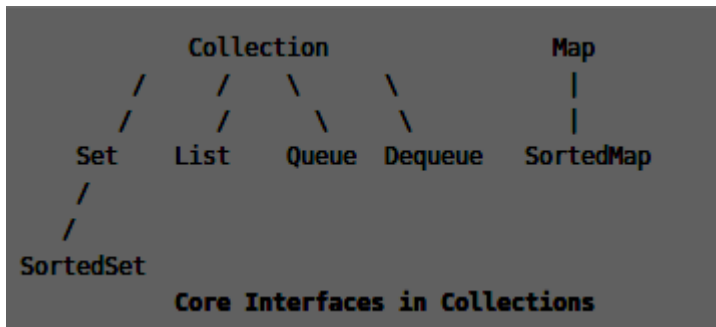 Collection Map
/ / \ \ |
/ / \ \ |
Set List Queue Dequeue SortedMap
/
/
SortedSet
Core Interfaces in Collections